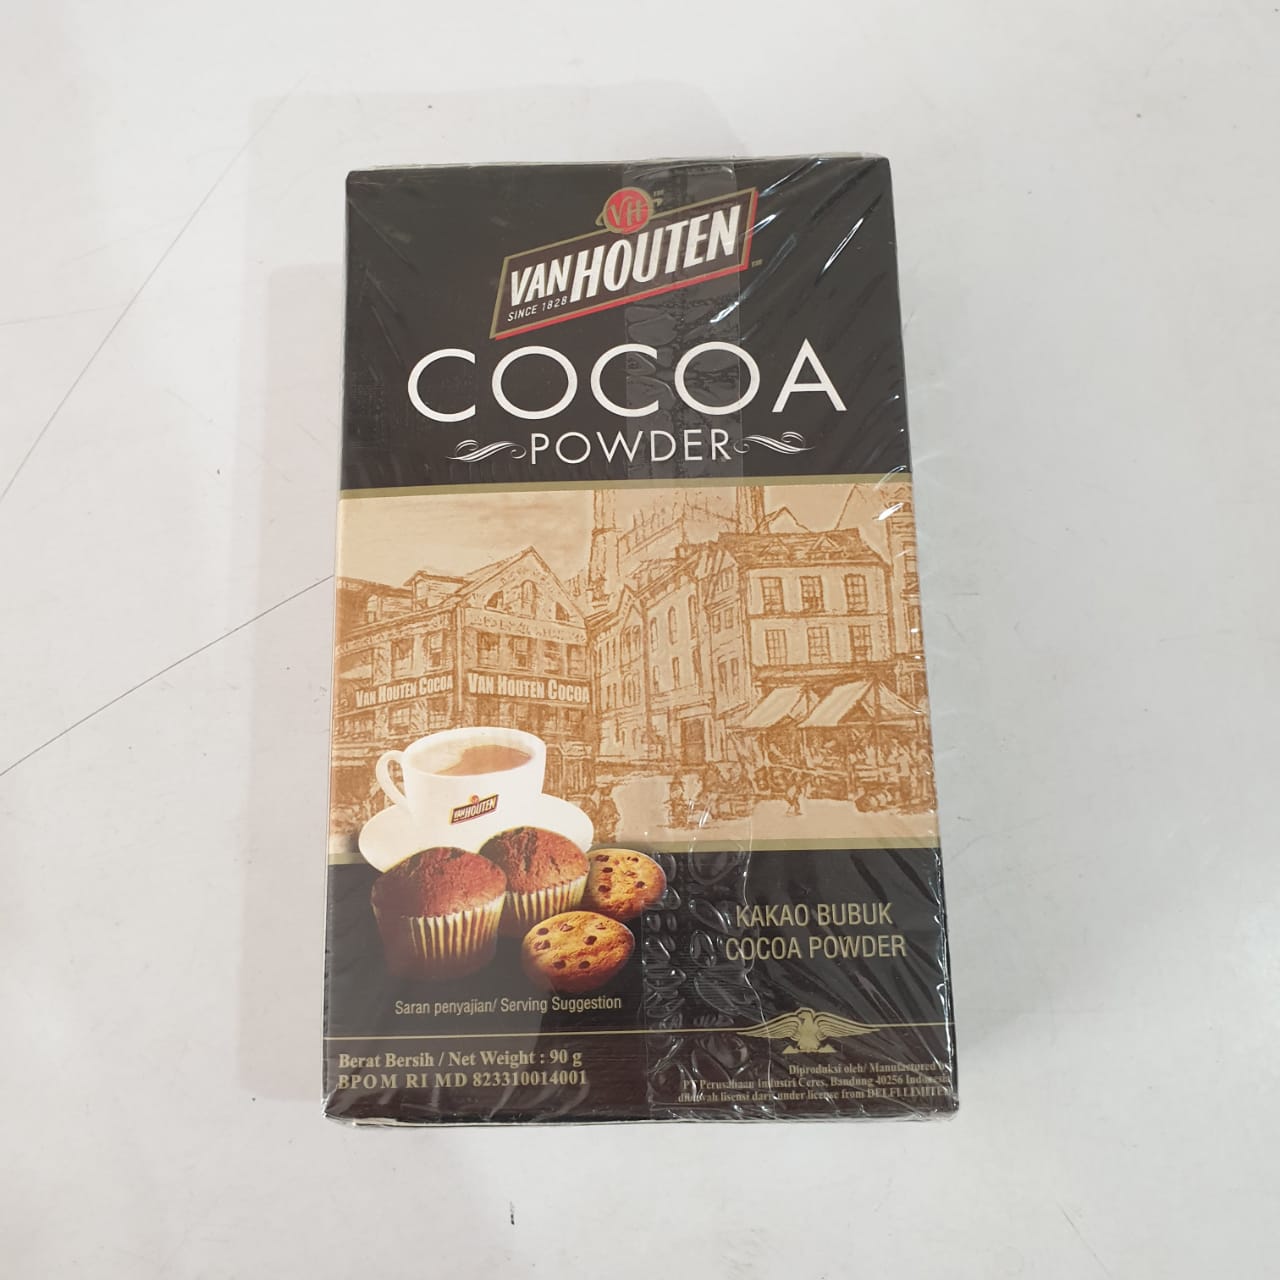 VH
VAN HOUTEN
SINCE 1828
COCOA
POWDER
VAN HOUTEN COCOA
VAN HOUTEN COCOA
VAN HOUTEN
KAKAO BUBUK
COCOA POWDER
Saran penyajian/ Serving Suggestion
Berat Bersih / Net Weight : 90 g
BPOM RI MD 823310014001
Diproduksi oleh/ Manufactured
PT Perusahaan Industri Ceres, Bandung 40256 Indonesia
dibawah lisensi dari/ under license from DELFI LIMITED